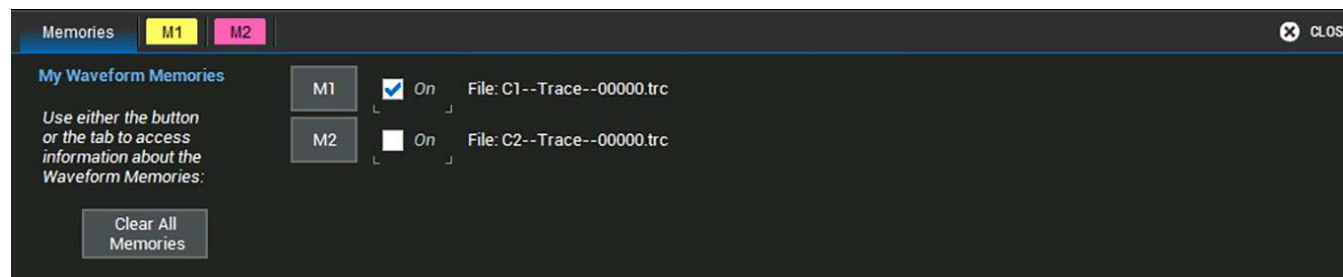 Memories M1 M2 CLOS
My Waveform Memories
M1 On File: C1--Trace--00000.trc
Use either the button
or the tab to access
information about the
Waveform Memories:
M2 On File: C2--Trace--00000.trc
Clear All
Memories